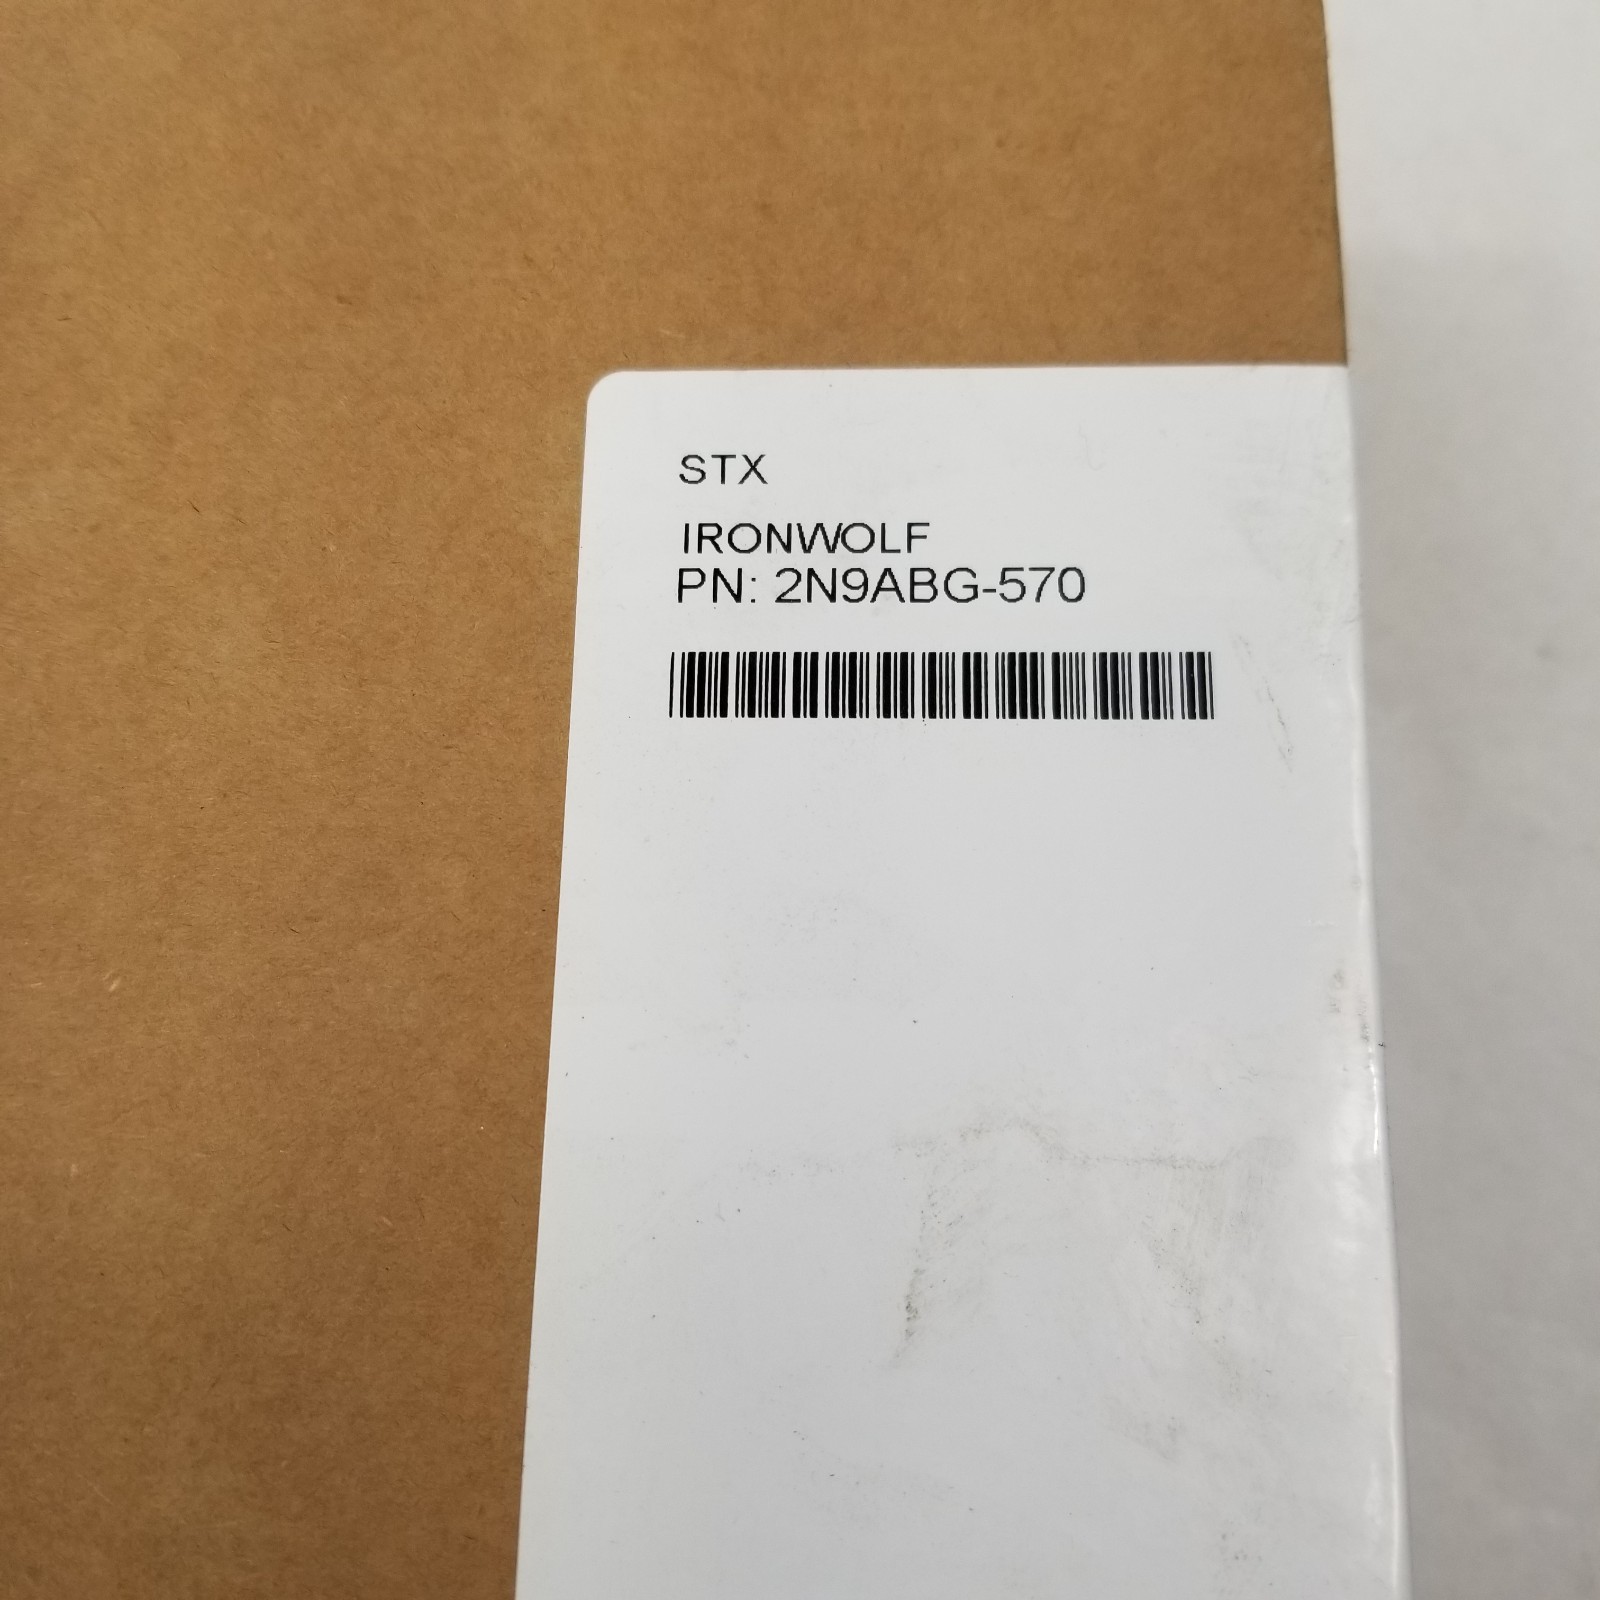 STX
IRONWOLF
PN: 2N9ABG-570